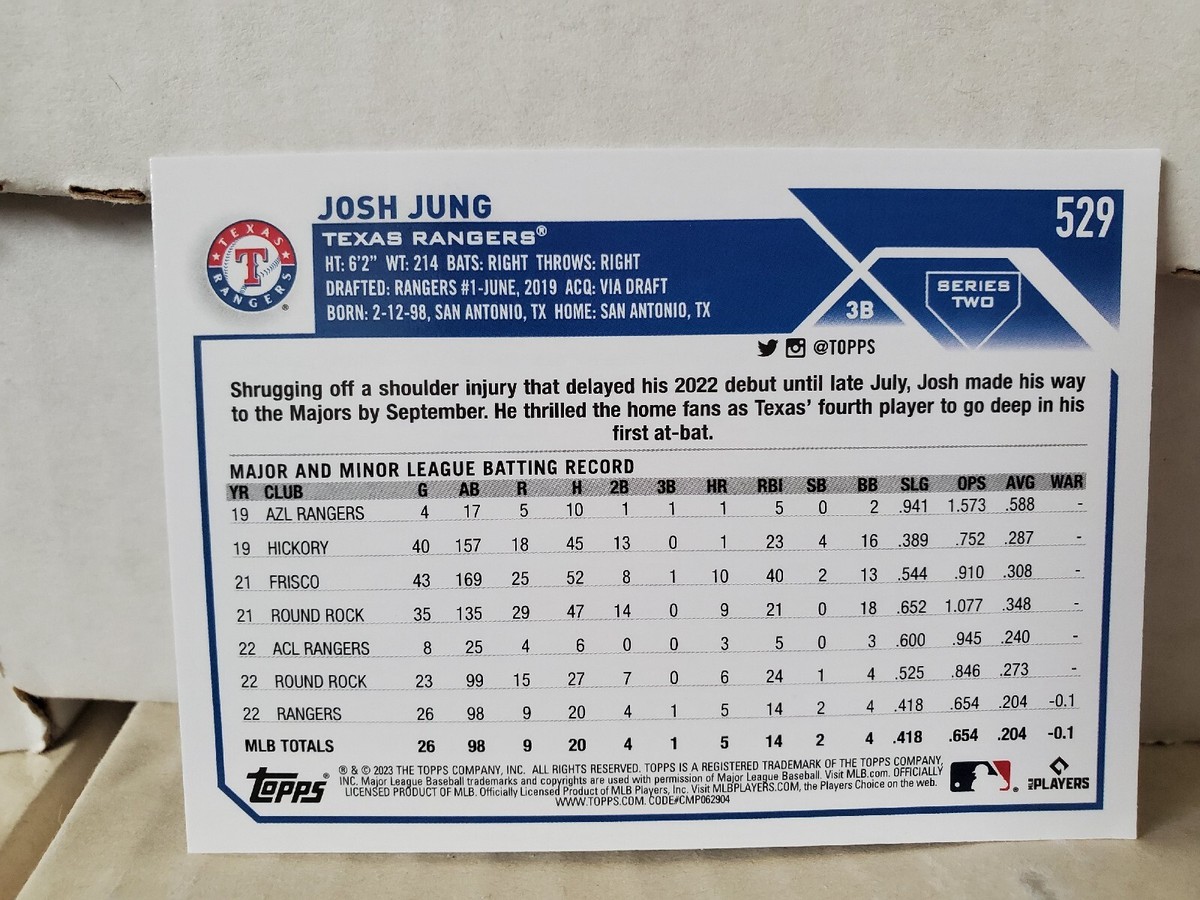 JOSH JUNG
529
TEXAS RANGERS
TEXAS RANGERS®
HT: 6'2" WT: 214 BATS: RIGHT THROWS: RIGHT
DRAFTED: RANGERS #1-JUNE, 2019 ACQ: VIA DRAFT
BORN: 2-12-98, SAN ANTONIO, TX HOME: SAN ANTONIO, TX
3B
SERIES
TWO
@TOPPS
Shrugging off a shoulder injury that delayed his 2022 debut until late July, Josh made his way
to the Majors by September. He thrilled the home fans as Texas' fourth player to go deep in his
first at-bat.
MAJOR AND MINOR LEAGUE BATTING RECORD
YR CLUB G AB R H 2B 3B HR RBI SB BB SLG OPS AVG WAR
19 AZL RANGERS 4 17 5 10 1 1 1 5 0 2 .941 1.573 .588 -
19 HICKORY 40 157 18 45 13 0 1 23 4 16 .389 .752 .287 -
21 FRISCO 43 169 25 52 8 1 10 40 2 13 .544 .910 .308 -
21 ROUND ROCK 35 135 29 47 14 0 9 21 0 18 .652 1.077 .348 -
22 ACL RANGERS 8 25 4 6 0 0 3 5 0 3 .600 .945 .240 -
22 ROUND ROCK 23 99 15 27 7 0 6 24 1 4 .525 .846 .273 -
22 RANGERS 26 98 9 20 4 1 5 14 2 4 .418 .654 .204 -0.1
MLB TOTALS 26 98 9 20 4 1 5 14 2 4 .418 .654 .204 -0.1
Topps®
® & © 2023 THE TOPPS COMPANY, INC. ALL RIGHTS RESERVED. TOPPS IS A REGISTERED TRADEMARK OF THE TOPPS COMPANY,
INC. Major League Baseball trademarks and copyrights are used with permission of Major League Baseball. Visit MLB.com. OFFICIALLY
LICENSED PRODUCT OF MLB. Officially Licensed Product of MLB Players, Inc. Visit MLBPLAYERS.COM, the Players Choice on the web.
WWW.TOPPS.COM. CODE#CMP062904
MLB PLAYERS